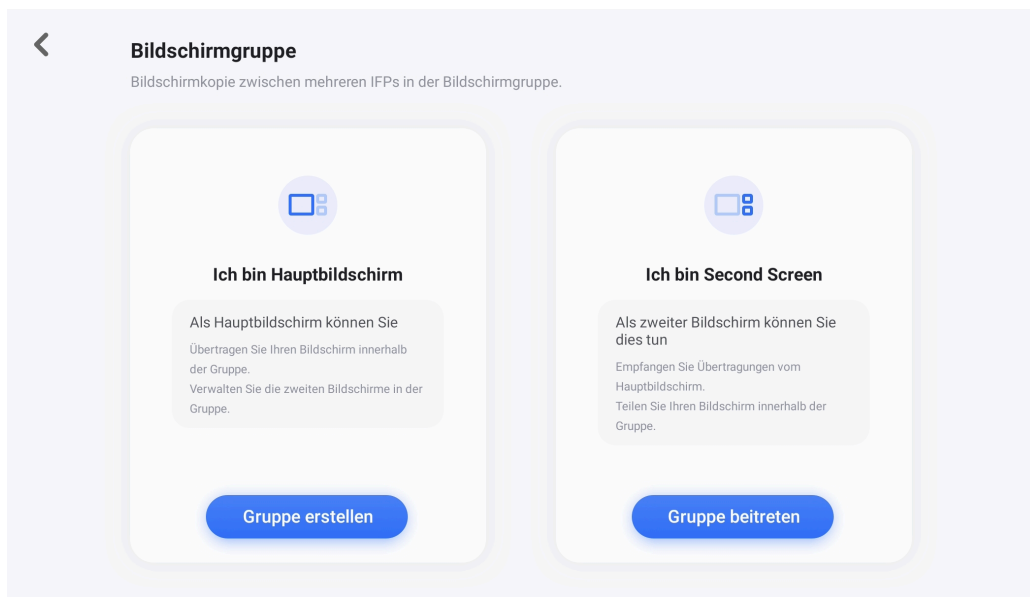 Bildschirmgruppe
Bildschirmkopie zwischen mehreren IFPs in der Bildschirmgruppe.
Ich bin Hauptbildschirm
Als Hauptbildschirm können Sie
Übertragen Sie Ihren Bildschirm innerhalb
der Gruppe.
Verwalten Sie die zweiten Bildschirme in der
Gruppe.
Gruppe erstellen
Ich bin Second Screen
Als zweiter Bildschirm können Sie
dies tun
Empfangen Sie Übertragungen vom
Hauptbildschirm.
Teilen Sie Ihren Bildschirm innerhalb der
Gruppe.
Gruppe beitreten